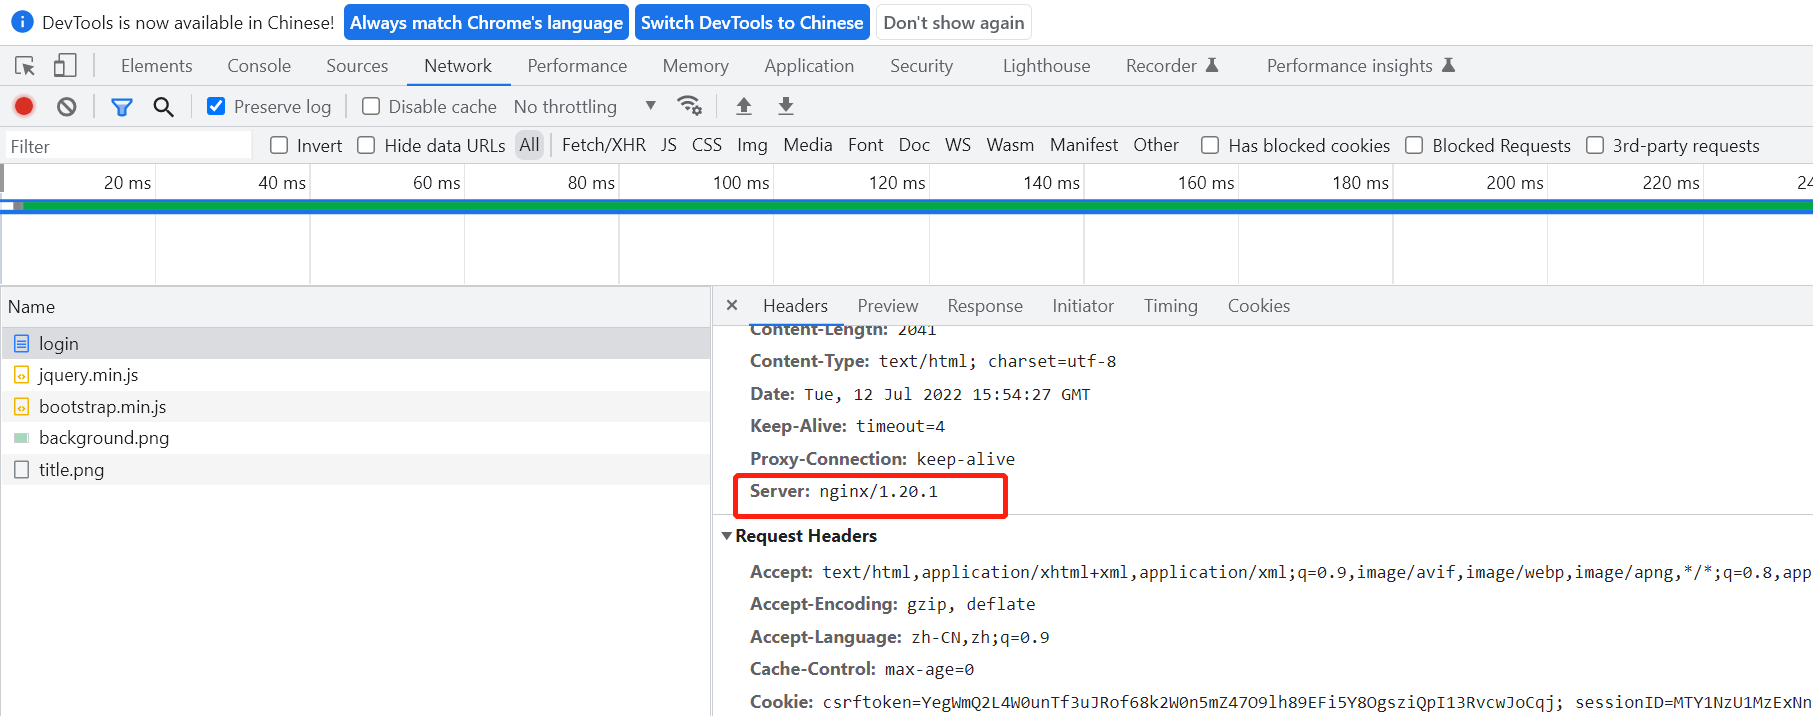 DevTools is now available in Chinese! Always match Chrome's language Switch DevTools to Chinese Don't show again
Elements Console Sources Network Performance Memory Application Security Lighthouse Recorder Performance insights
Preserve log Disable cache No throttling
Filter Invert Hide data URLs All Fetch/XHR JS CSS Img Media Font Doc WS Wasm Manifest Other Has blocked cookies Blocked Requests 3rd-party requests
20 ms 40 ms 60 ms 80 ms 100 ms 120 ms 140 ms 160 ms 180 ms 200 ms 220 ms 24
Name
login
jquery.min.js
bootstrap.min.js
background.png
title.png
Headers Preview Response Initiator Timing Cookies
Content-Length: 2041
Content-Type: text/html; charset=utf-8
Date: Tue, 12 Jul 2022 15:54:27 GMT
Keep-Alive: timeout=4
Proxy-Connection: keep-alive
Server: nginx/1.20.1
Request Headers
Accept: text/html,application/xhtml+xml,application/xml;q=0.9,image/avif,image/webp,image/apng,*/*;q=0.8,app
Accept-Encoding: gzip, deflate
Accept-Language: zh-CN,zh;q=0.9
Cache-Control: max-age=0
Cookie: csrftoken=YegWmQ2L4W0unTf3uJRof68k2W0n5mZ47O9lh89EFi5Y8OgsziQpI13RvcwJoCqj; sessionID=MTY1NzU1MzExNn